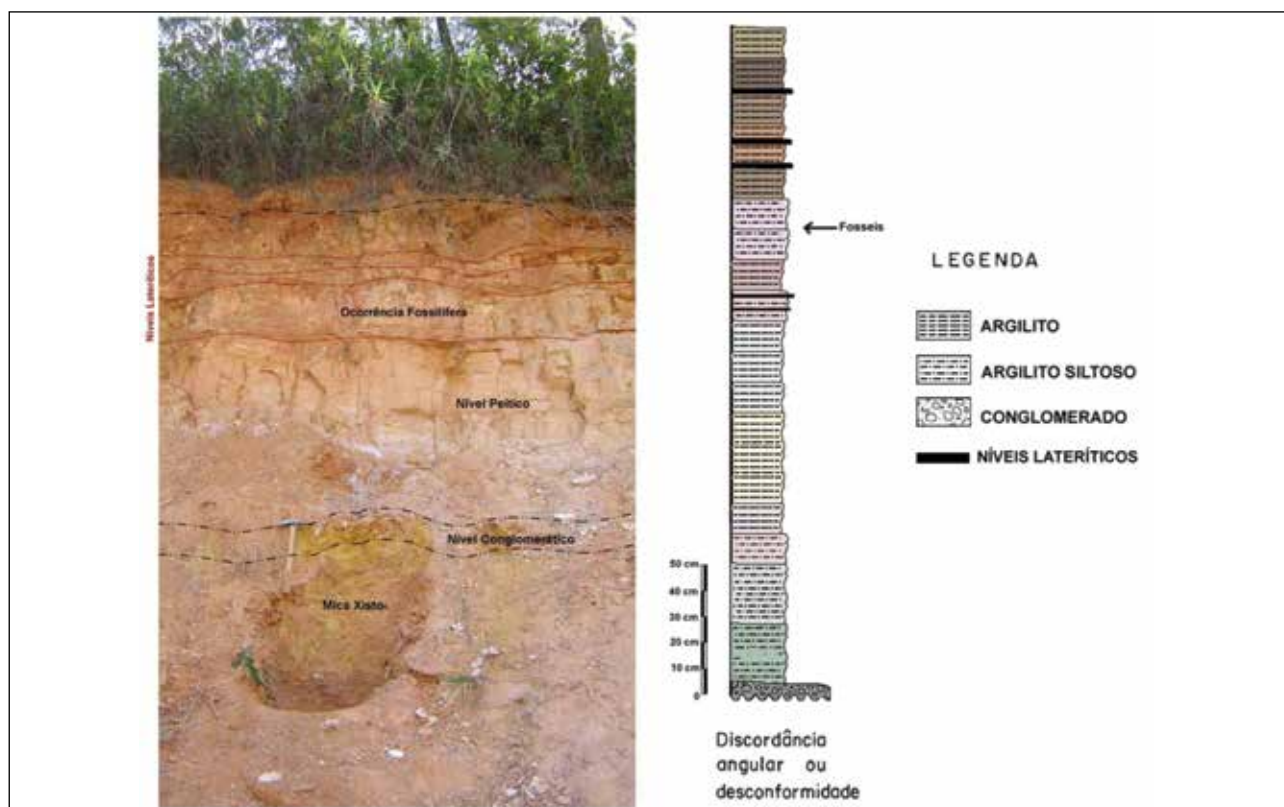 Níveis Lateríticos
Ocorrência Fossilífera
Nível Pelítico
Nível Conglomerático
Mica Xisto
Fosseis
LEGENDA
ARGILITO
ARGILITO SILTOSO
CONGLOMERADO
NÍVEIS LATERÍTICOS
50 cm
40 cm
30 cm
20 cm
10 cm
0
Discordância
angular ou
desconformidade